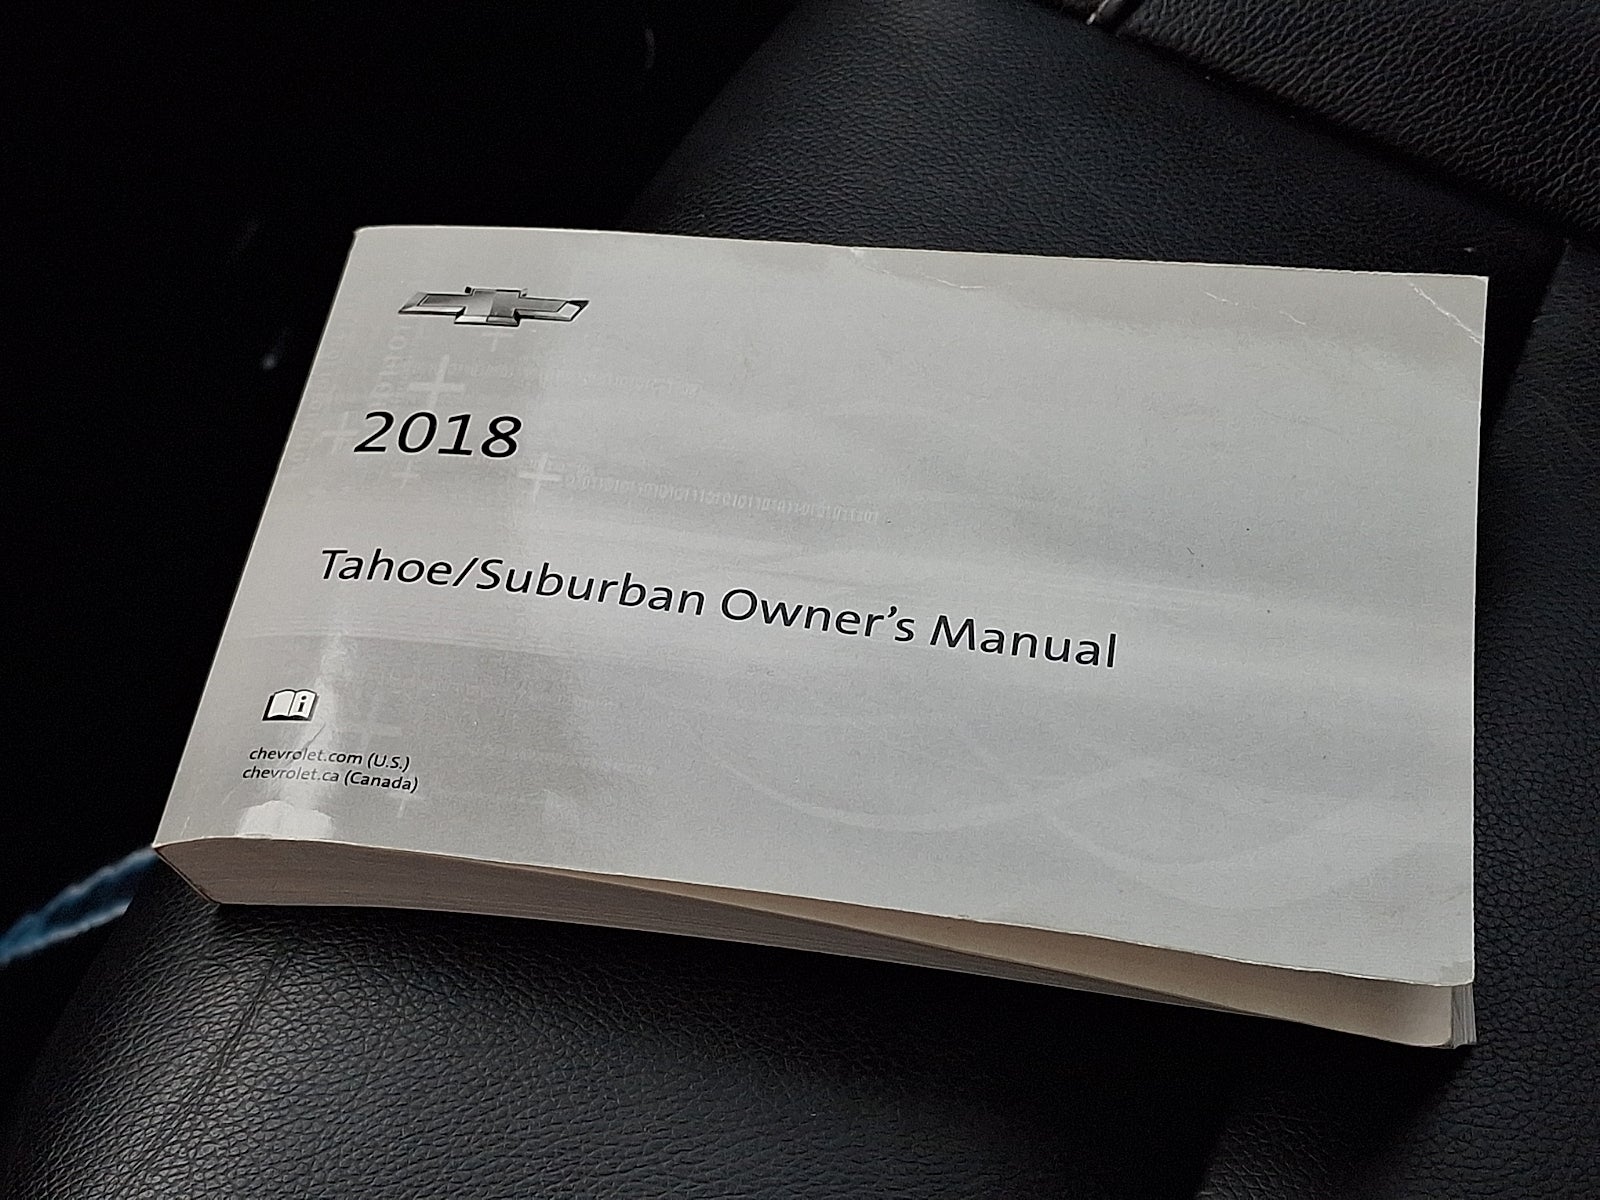 2018
Tahoe/Suburban Owner's Manual
chevrolet.com (U.S.)
chevrolet.ca (Canada)